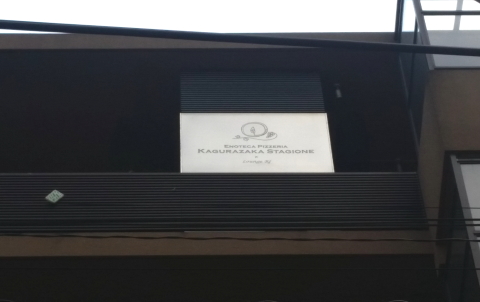 Enoteca Pizzeria
Kagurazaka Stagione